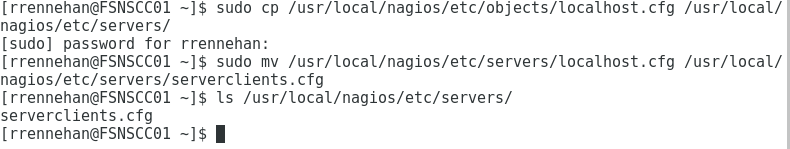 [rrennehan@FSNSCC01 ~]$ sudo cp /usr/local/nagios/etc/objects/localhost.cfg /usr/local/
nagios/etc/servers/
[sudo] password for rrennehan:
[rrennehan@FSNSCC01 ~]$ sudo mv /usr/local/nagios/etc/servers/localhost.cfg /usr/local/
nagios/etc/servers/serverclients.cfg
[rrennehan@FSNSCC01 ~]$ ls /usr/local/nagios/etc/servers/
serverclients.cfg
[rrennehan@FSNSCC01 ~]$